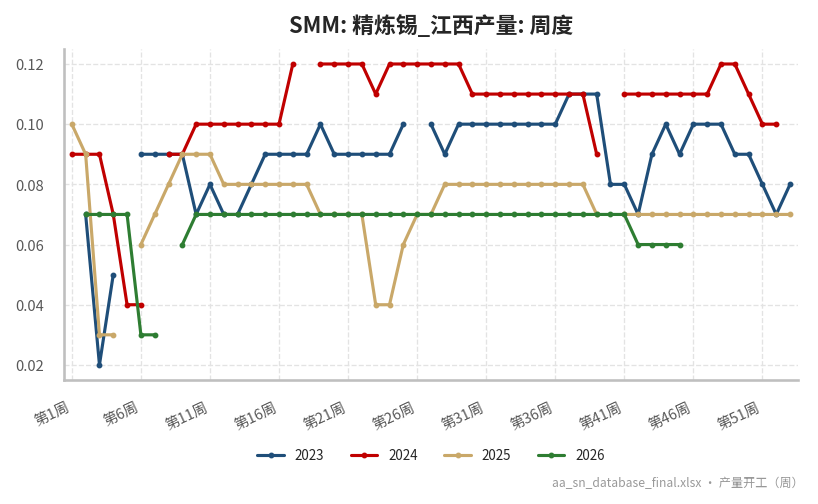 SMM: 精炼锡_江西产量: 周度
0.12
0.10
0.08
0.06
0.04
0.02
第1周
第6周
第11周
第16周
第21周
第26周
第31周
第36周
第41周
第46周
第51周
2023
2024
2025
2026
aa_sn_database_final.xlsx · 产量开工（周）